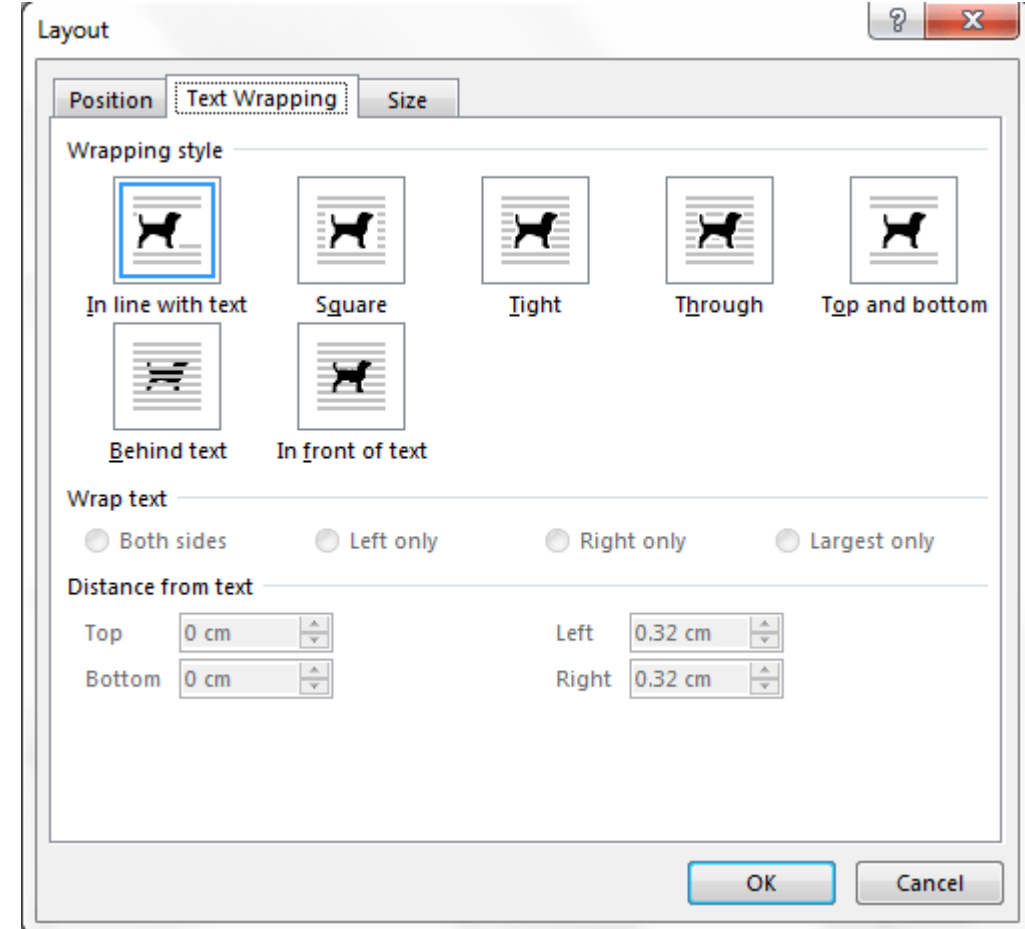 Layout
Position Text Wrapping Size
Wrapping style
In line with text Square Tight Through Top and bottom
Behind text In front of text
Wrap text
Both sides Left only Right only Largest only
Distance from text
Top 0 cm Left 0.32 cm
Bottom 0 cm Right 0.32 cm
OK Cancel